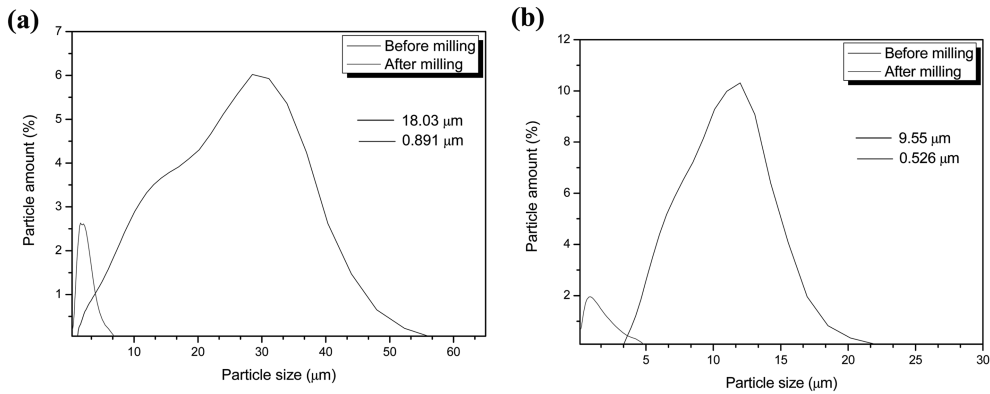 (a)
7
6
5
4
3
2
1
10 20 30 40 50 60
Particle amount (%)
Particle size (μm)
Before milling
After milling
18.03 μm
0.891 μm
(b)
12
10
8
6
4
2
5 10 15 20 25 30
Particle amount (%)
Particle size (μm)
Before milling
After milling
9.55 μm
0.526 μm